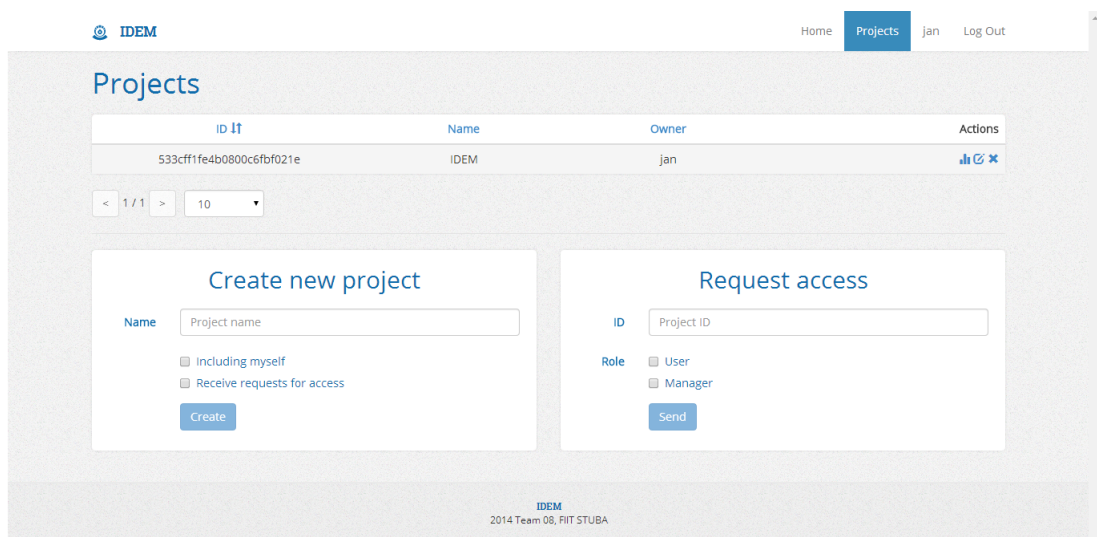 IDEM Home Projects jan Log Out
Projects
ID Name Owner Actions
533cff1fe4b0800c6fbf021e IDEM jan
< 1 / 1 > 10
Create new project
Name Project name
Including myself
Receive requests for access
Create
Request access
ID Project ID
Role User
Manager
Send
IDEM
2014 Team 08, FIIT STUBA